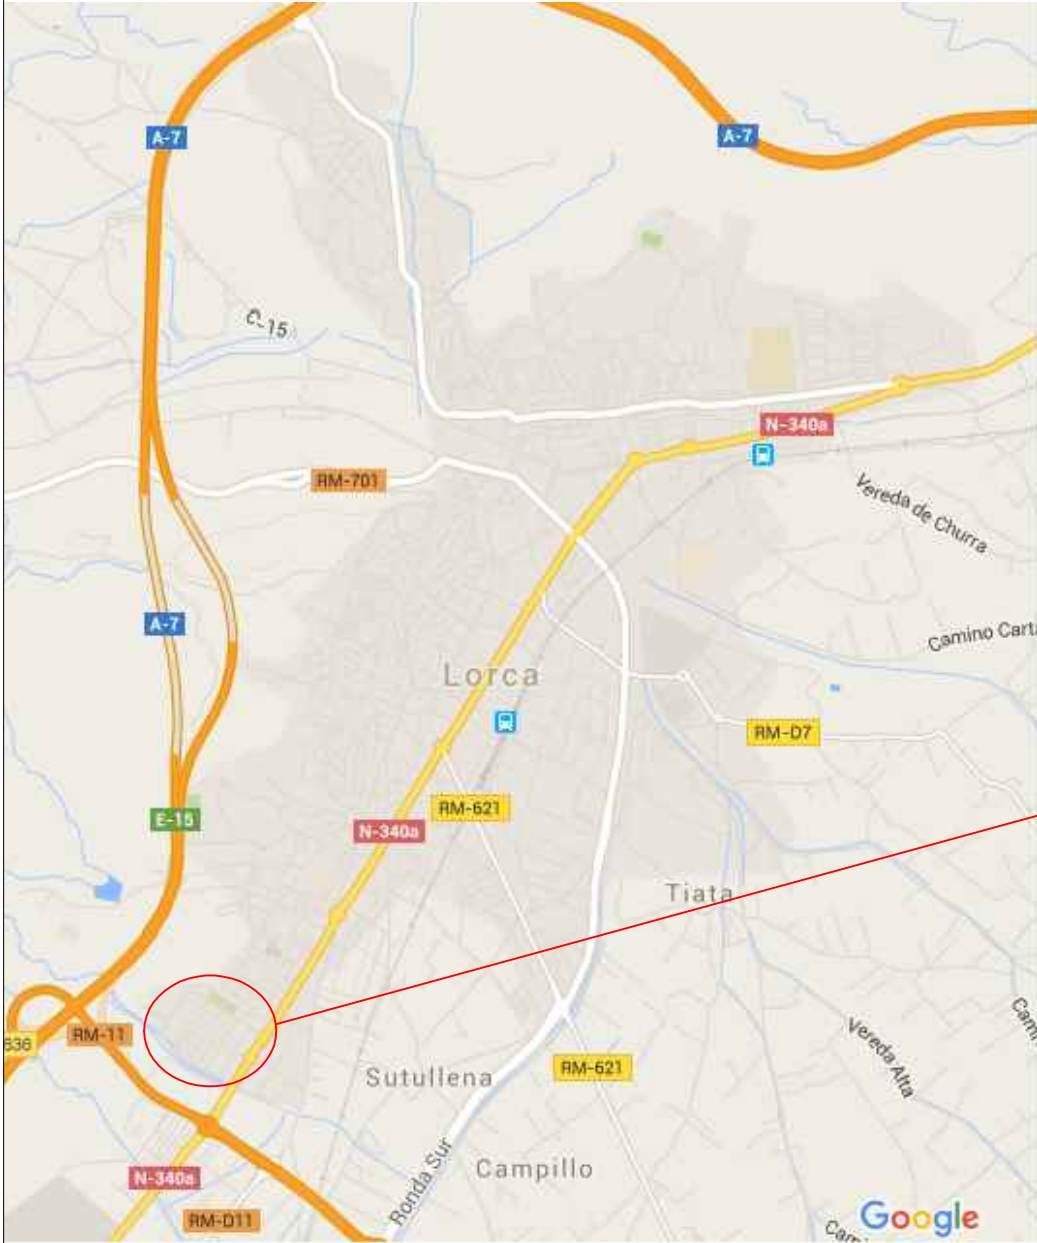 A-7
A-7
C-15
N-340a
RM-701
Vereda de Churra
A-7
Camino Cart
Lorca
RM-D7
RM-621
E-15
N-340a
Tiata
RM-11
636
Vereda Alta
RM-621
Sutullena
Campillo
N-340a
Ronda Sur
RM-D11
Google